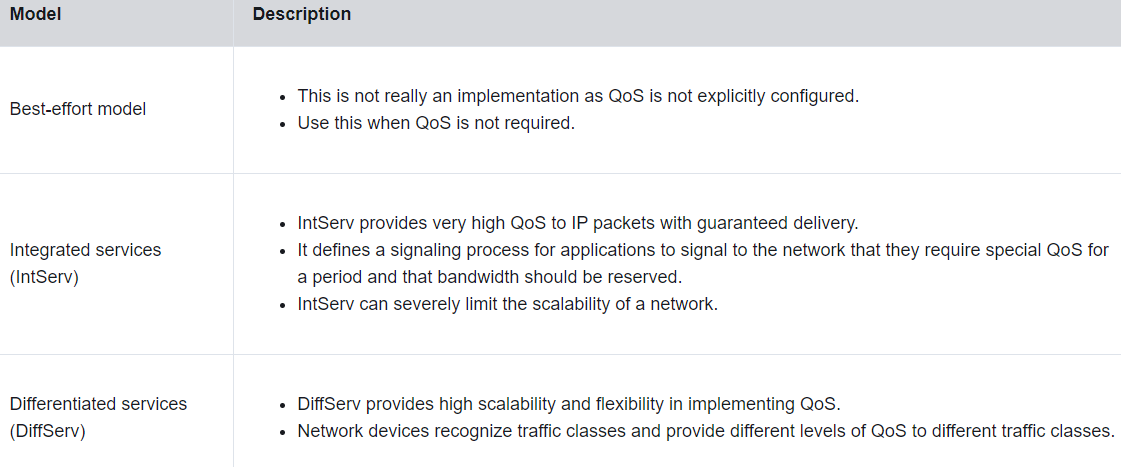 Model Description
Best-effort model
• This is not really an implementation as QoS is not explicitly configured.
• Use this when QoS is not required.
Integrated services
(IntServ)
• IntServ provides very high QoS to IP packets with guaranteed delivery.
• It defines a signaling process for applications to signal to the network that they require special QoS for
a period and that bandwidth should be reserved.
• IntServ can severely limit the scalability of a network.
Differentiated services
(DiffServ)
• DiffServ provides high scalability and flexibility in implementing QoS.
• Network devices recognize traffic classes and provide different levels of QoS to different traffic classes.